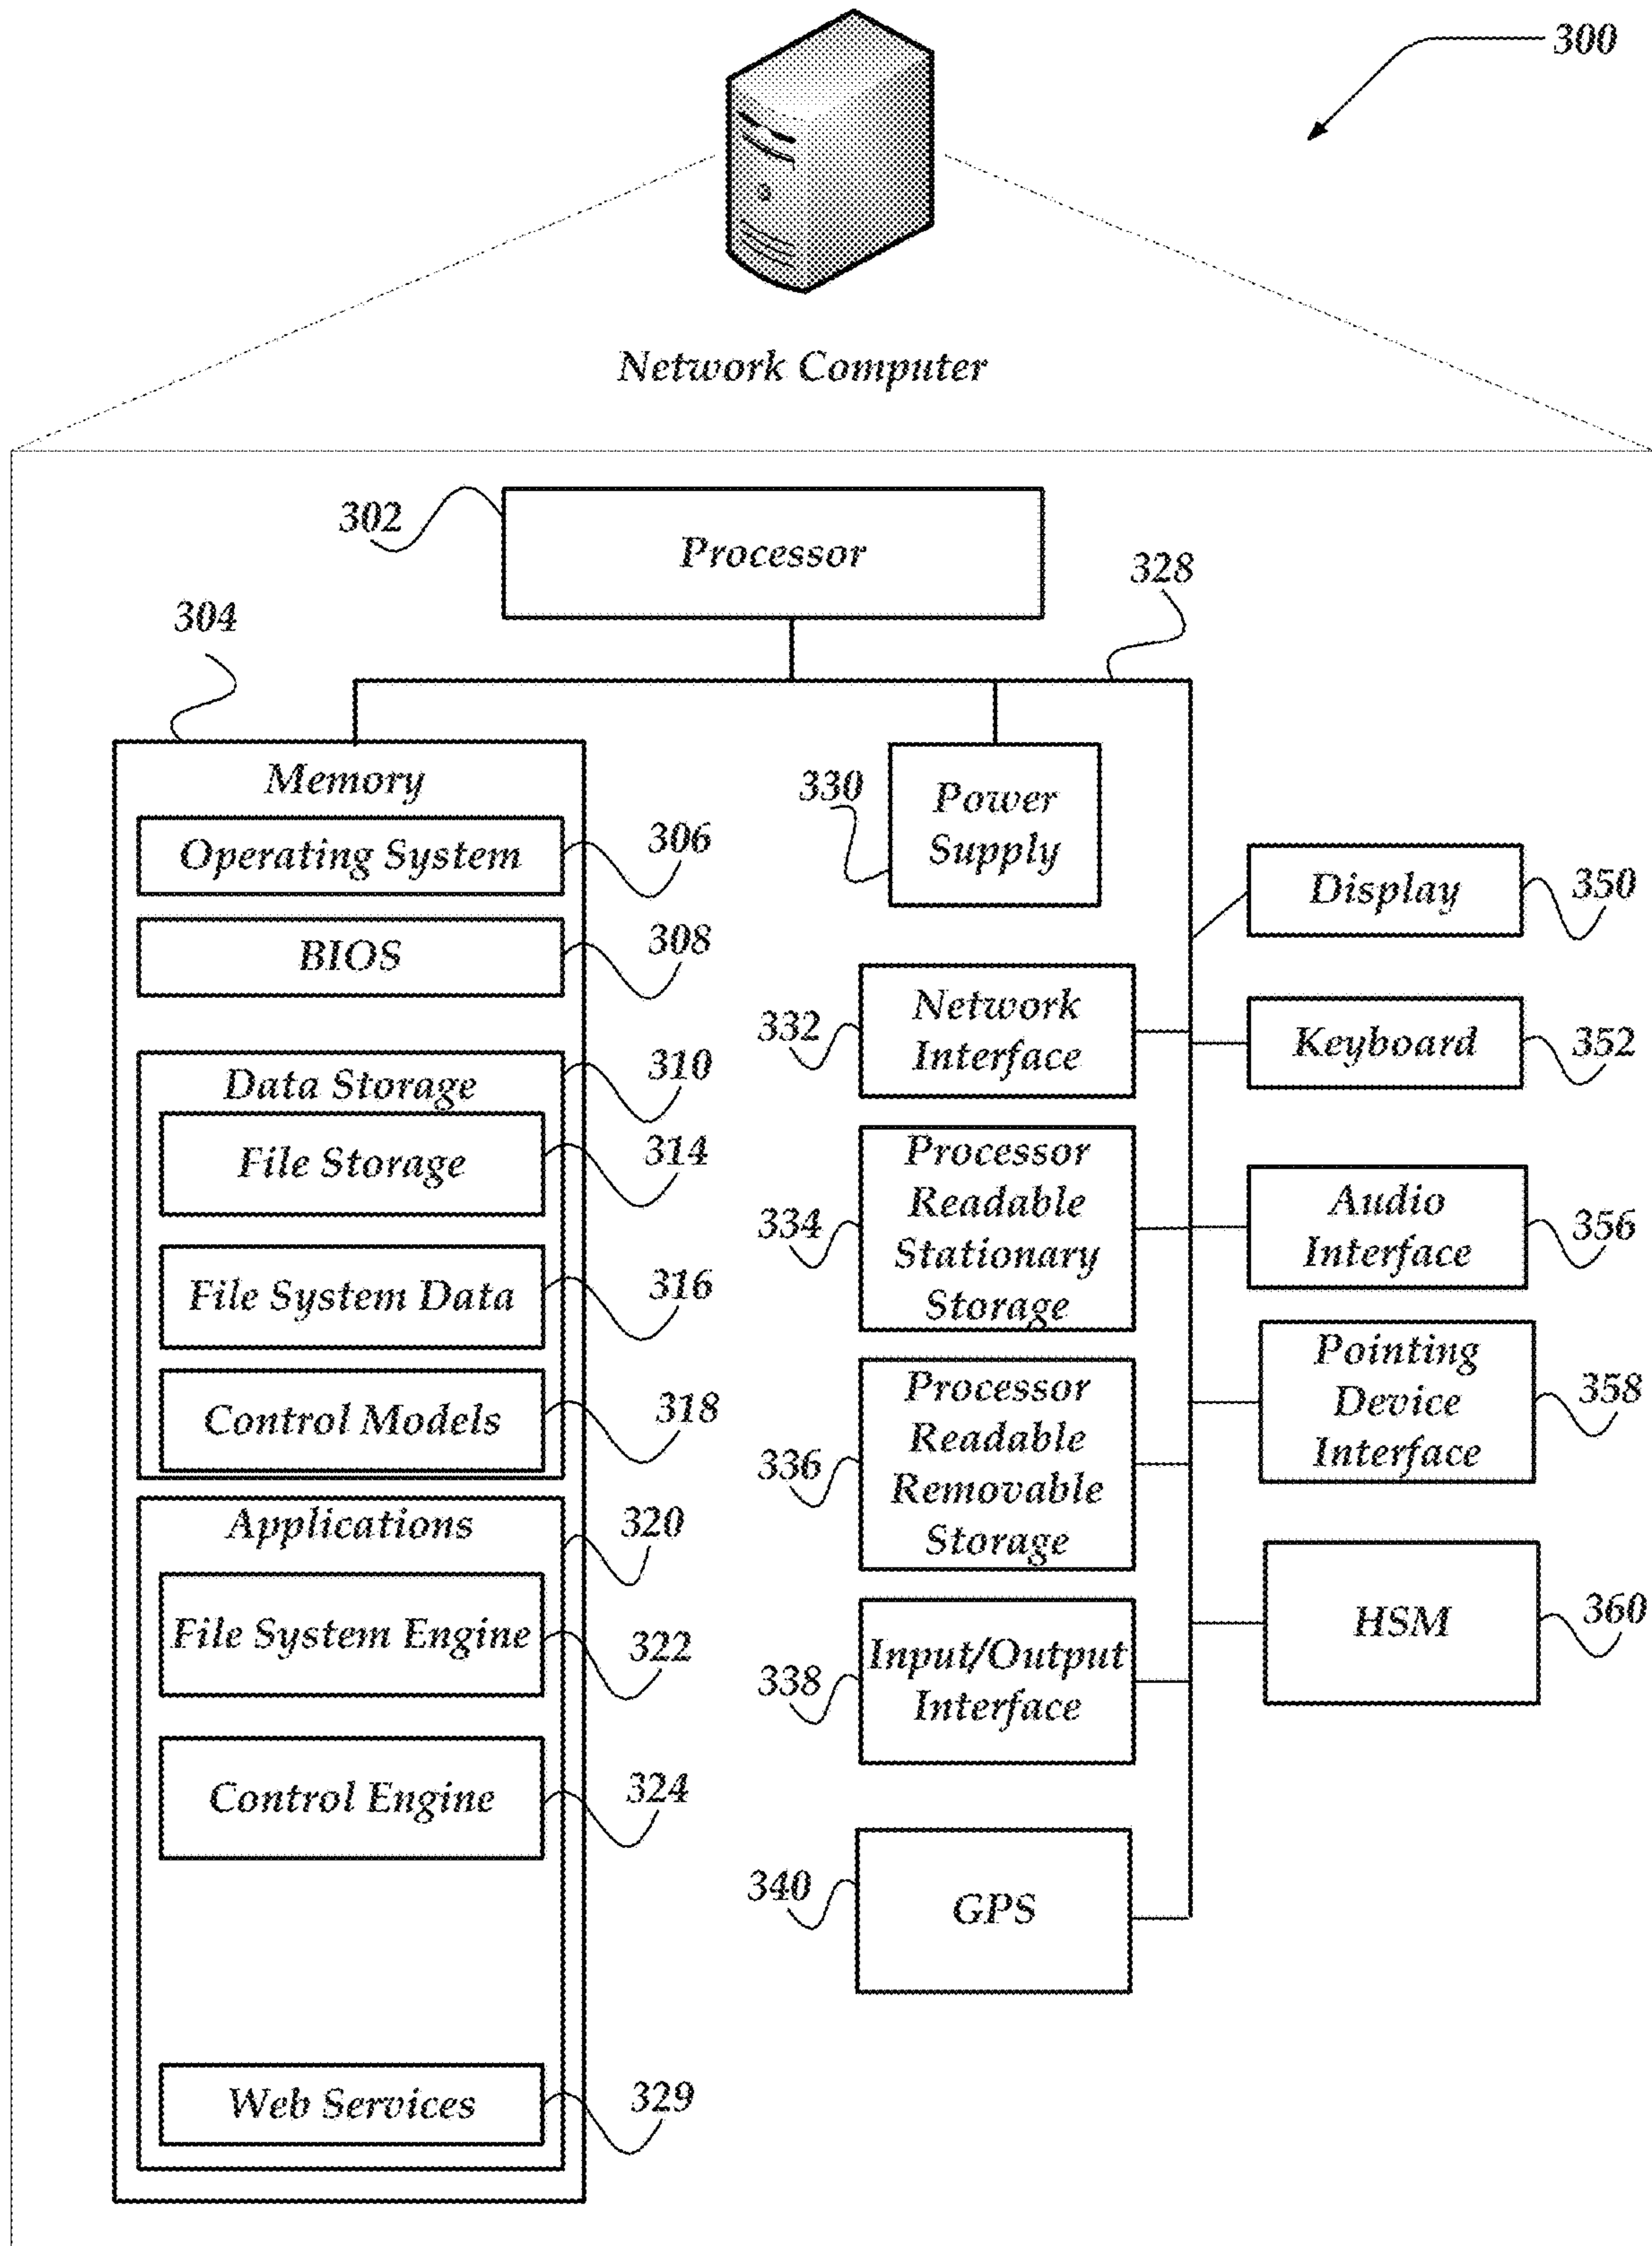 300
Network Computer
302
Processor
328
304
Memory
Operating System
306
BIOS
308
Data Storage
310
File Storage
314
File System Data
316
Control Models
318
Applications
320
File System Engine
322
Control Engine
324
Web Services
329
330
Power
Supply
332
Network
Interface
334
Processor
Readable
Stationary
Storage
336
Processor
Readable
Removable
Storage
338
Input/Output
Interface
340
GPS
Display
350
Keyboard
352
Audio
Interface
356
Pointing
Device
Interface
358
HSM
360